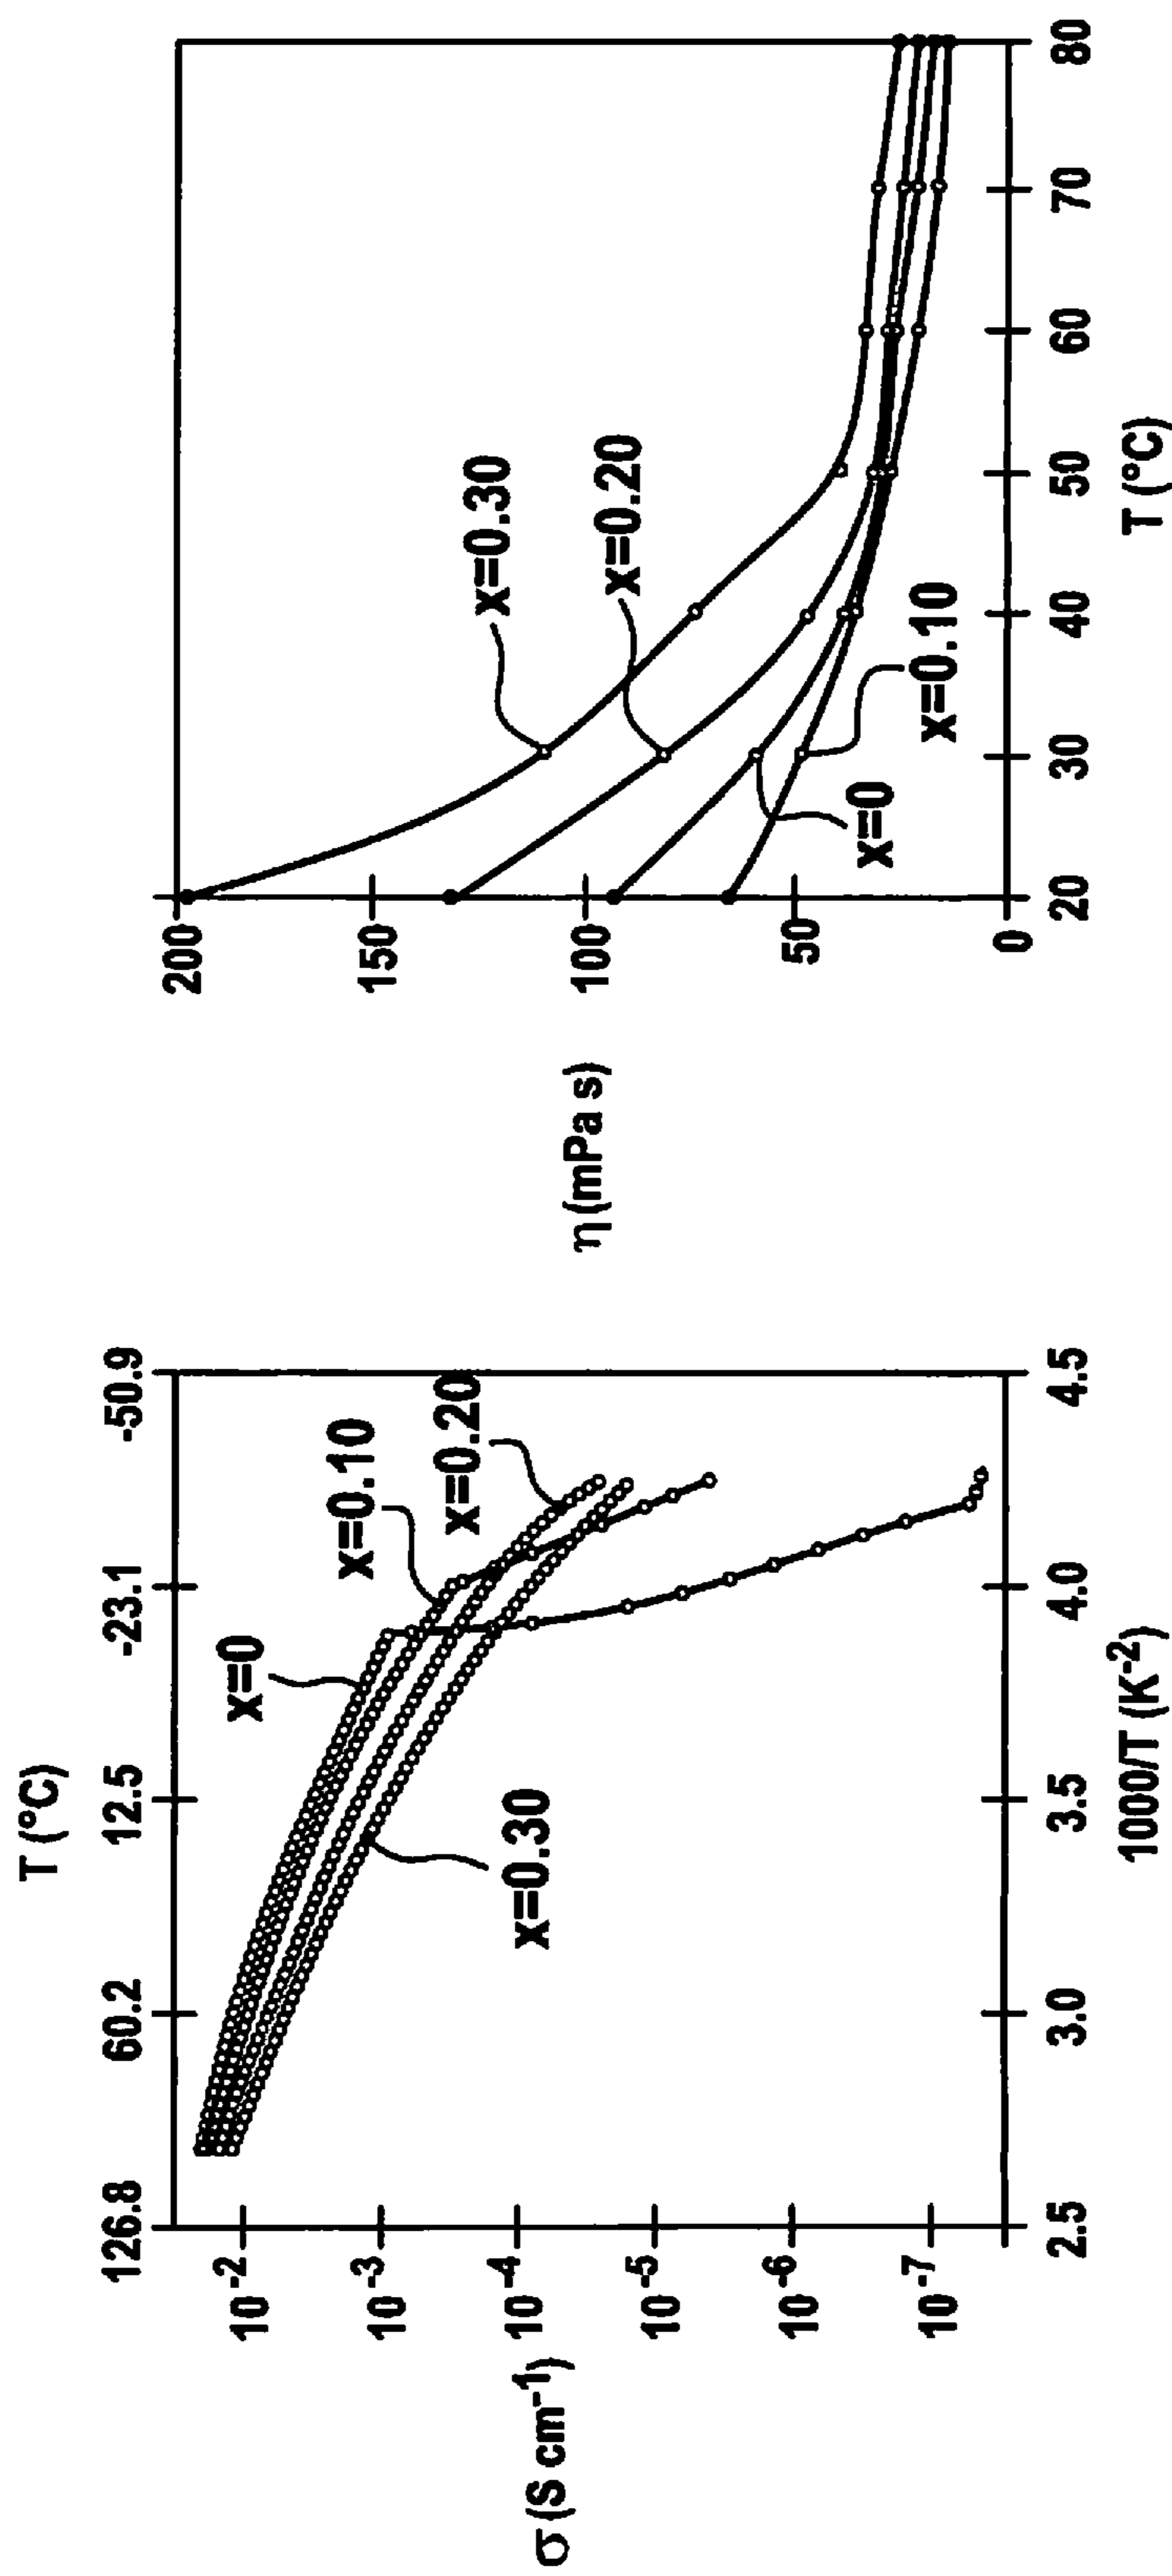 T (°C)
126.8 60.2 12.5 -23.1 -50.9
σ (S cm-1)
10-2
10-3
10-4
10-5
10-6
10-7
x=0
x=0.10
x=0.20
x=0.30
2.5 3.0 3.5 4.0 4.5
1000/T (K-2)
η (mPa s)
200
150
100
50
0
x=0.30
x=0.20
x=0
x=0.10
20 30 40 50 60 70 80
T (°C)